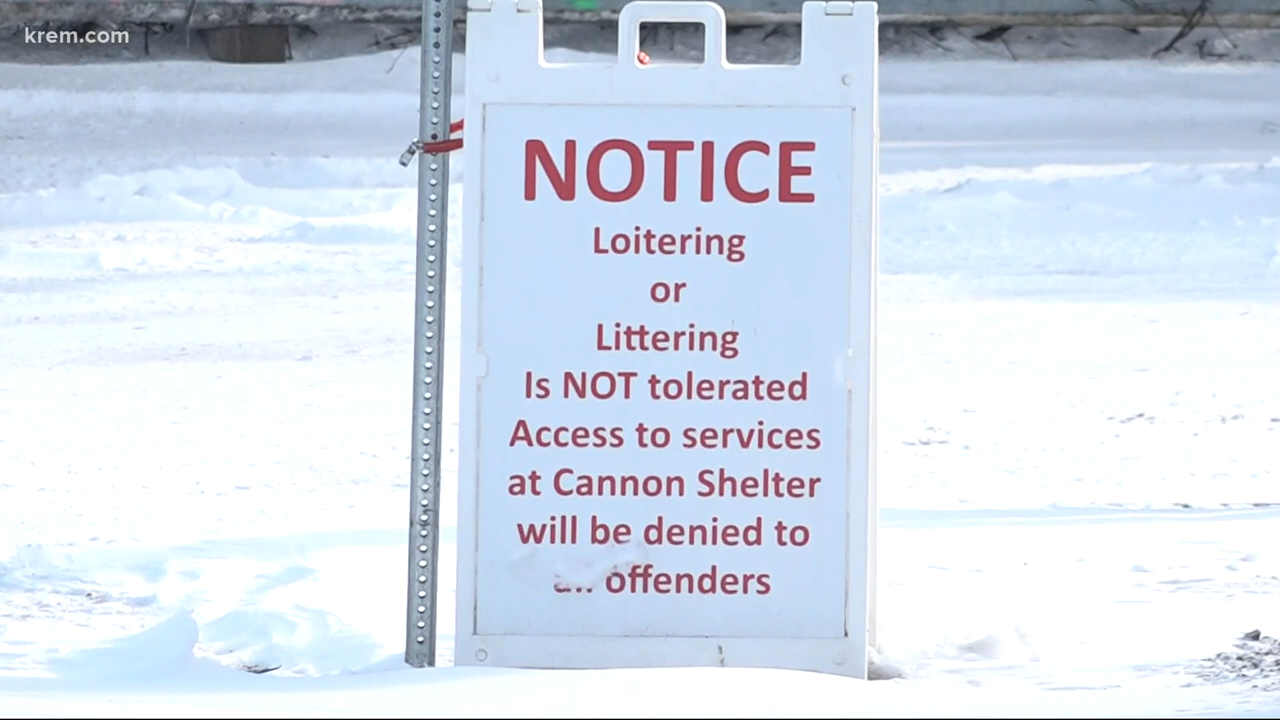 krem.com
NOTICE
Loitering
or
Littering
Is NOT tolerated
Access to services
at Cannon Shelter
will be denied to
all offenders